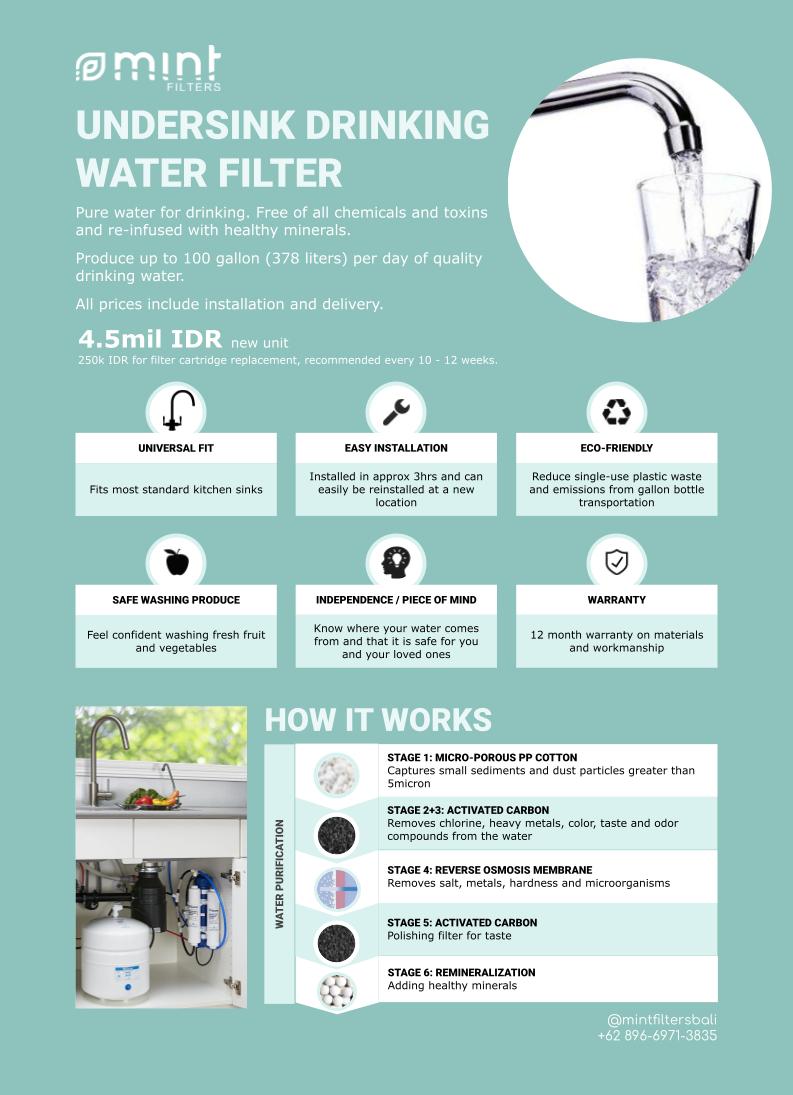 mint
FILTERS
UNDERSINK DRINKING
WATER FILTER
Pure water for drinking. Free of all chemicals and toxins
and re-infused with healthy minerals.
Produce up to 100 gallon (378 liters) per day of quality
drinking water.
All prices include installation and delivery.
4.5mil IDR new unit
250k IDR for filter cartridge replacement, recommended every 10 - 12 weeks.
UNIVERSAL FIT
Fits most standard kitchen sinks
EASY INSTALLATION
Installed in approx 3hrs and can
easily be reinstalled at a new
location
ECO-FRIENDLY
Reduce single-use plastic waste
and emissions from gallon bottle
transportation
SAFE WASHING PRODUCE
Feel confident washing fresh fruit
and vegetables
INDEPENDENCE / PIECE OF MIND
Know where your water comes
from and that it is safe for you
and your loved ones
WARRANTY
12 month warranty on materials
and workmanship
HOW IT WORKS
WATER PURIFICATION
STAGE 1: MICRO-POROUS PP COTTON
Captures small sediments and dust particles greater than
5micron
STAGE 2+3: ACTIVATED CARBON
Removes chlorine, heavy metals, color, taste and odor
compounds from the water
STAGE 4: REVERSE OSMOSIS MEMBRANE
Removes salt, metals, hardness and microorganisms
STAGE 5: ACTIVATED CARBON
Polishing filter for taste
STAGE 6: REMINERALIZATION
Adding healthy minerals
@mintfiltersbali
+62 896-6971-3835